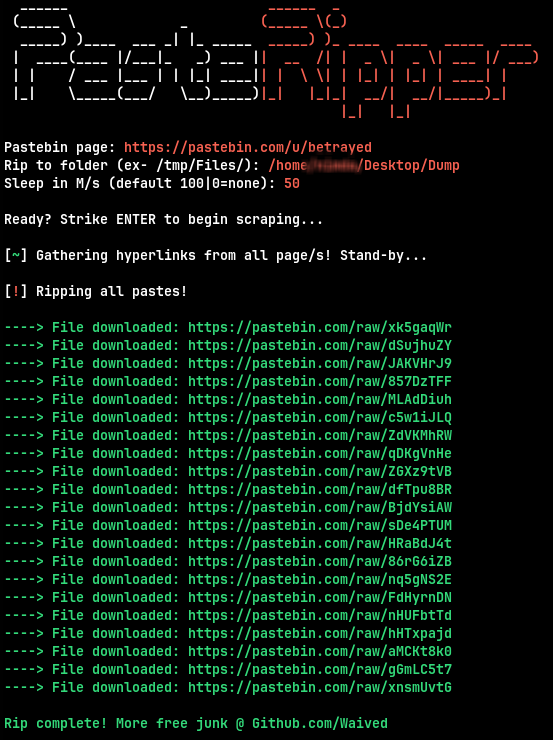 PasteRipper
Pastebin page: https://pastebin.com/u/betrayed
Rip to folder (ex- /tmp/Files/): /home/ /Desktop/Dump
Sleep in M/s (default 100|0=none): 50
Ready? Strike ENTER to begin scraping...
[~] Gathering hyperlinks from all page/s! Stand-by...
[!] Ripping all pastes!
----> File downloaded: https://pastebin.com/raw/xk5gaqWr
----> File downloaded: https://pastebin.com/raw/dSujhuZY
----> File downloaded: https://pastebin.com/raw/JAKVHrJ9
----> File downloaded: https://pastebin.com/raw/857DzTFF
----> File downloaded: https://pastebin.com/raw/MLAdDiuh
----> File downloaded: https://pastebin.com/raw/c5w1iJLQ
----> File downloaded: https://pastebin.com/raw/ZdVKMhRW
----> File downloaded: https://pastebin.com/raw/qDKgVnHe
----> File downloaded: https://pastebin.com/raw/ZGXz9tVB
----> File downloaded: https://pastebin.com/raw/dfTpu8BR
----> File downloaded: https://pastebin.com/raw/BjdYsiAW
----> File downloaded: https://pastebin.com/raw/sDe4PTUM
----> File downloaded: https://pastebin.com/raw/HRaBdJ4t
----> File downloaded: https://pastebin.com/raw/86rG6iZB
----> File downloaded: https://pastebin.com/raw/nq5gNS2E
----> File downloaded: https://pastebin.com/raw/FdHyrnDN
----> File downloaded: https://pastebin.com/raw/nHUFbtTd
----> File downloaded: https://pastebin.com/raw/hHTxpajd
----> File downloaded: https://pastebin.com/raw/aMCKt8k0
----> File downloaded: https://pastebin.com/raw/gGmLC5t7
----> File downloaded: https://pastebin.com/raw/xnsmUvtG
Rip complete! More free junk @ Github.com/Waived